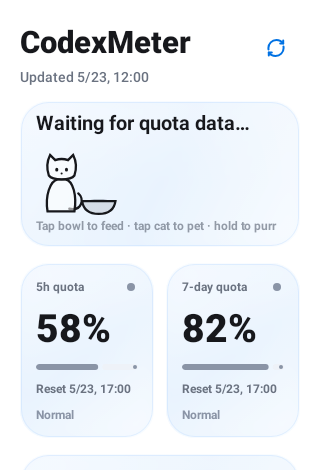 CodexMeter
Updated 5/23, 12:00
Waiting for quota data...
Tap bowl to feed · tap cat to pet · hold to purr
5h quota
58%
Reset 5/23, 17:00
Normal
7-day quota
82%
Reset 5/23, 17:00
Normal